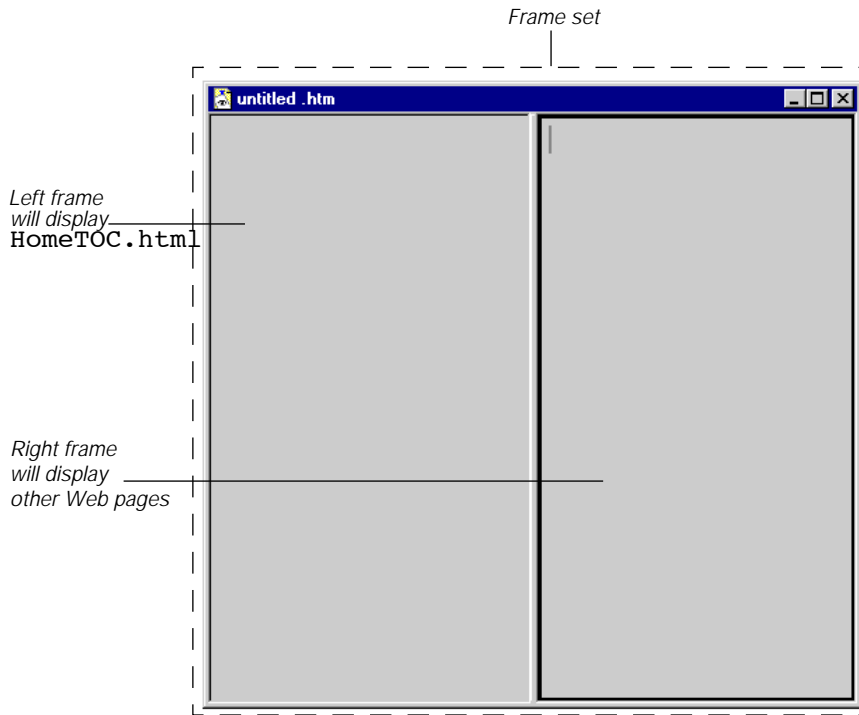 Frame set
untitled .htm
Left frame
will display
HomeTOC.html
Right frame
will display
other Web pages